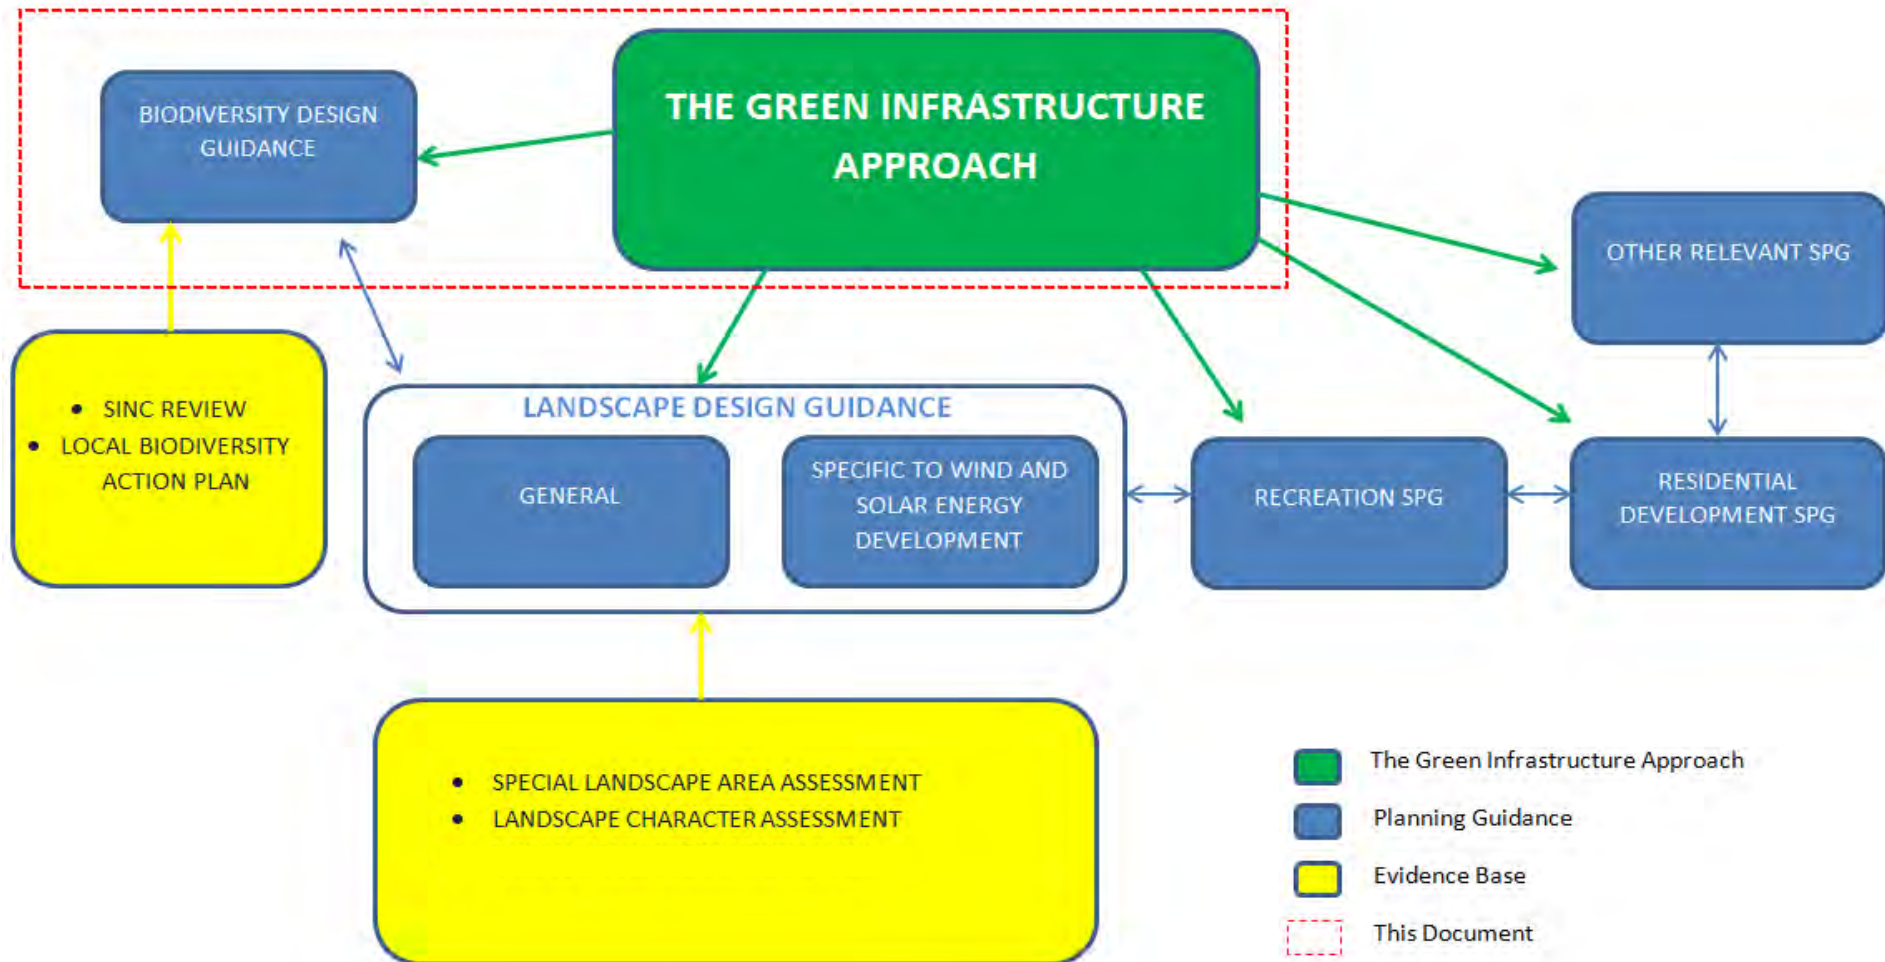 THE GREEN INFRASTRUCTURE
APPROACH
BIODIVERSITY DESIGN
GUIDANCE
OTHER RELEVANT SPG
• SINC REVIEW
• LOCAL BIODIVERSITY
ACTION PLAN
LANDSCAPE DESIGN GUIDANCE
GENERAL
SPECIFIC TO WIND AND
SOLAR ENERGY
DEVELOPMENT
RECREATION SPG
RESIDENTIAL
DEVELOPMENT SPG
• SPECIAL LANDSCAPE AREA ASSESSMENT
• LANDSCAPE CHARACTER ASSESSMENT
The Green Infrastructure Approach
Planning Guidance
Evidence Base
This Document